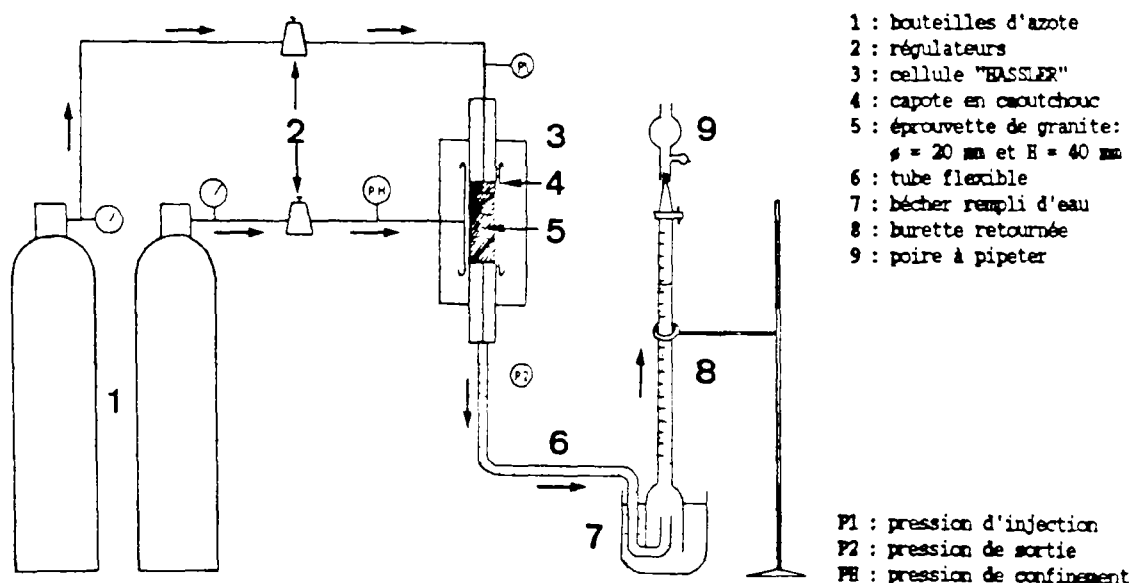 1 : bouteilles d'azote
2 : régulateurs
3 : cellule "HASSLER"
4 : capote en caoutchouc
5 : éprouvette de granite:
ø = 20 mm et H = 40 mm
6 : tube flexible
7 : bécher rempli d'eau
8 : burette retournée
9 : poire à pipeter
P1
2
3
9
4
PH
5
1
P2
8
6
7
P1 : pression d'injection
P2 : pression de sortie
PH : pression de confinement